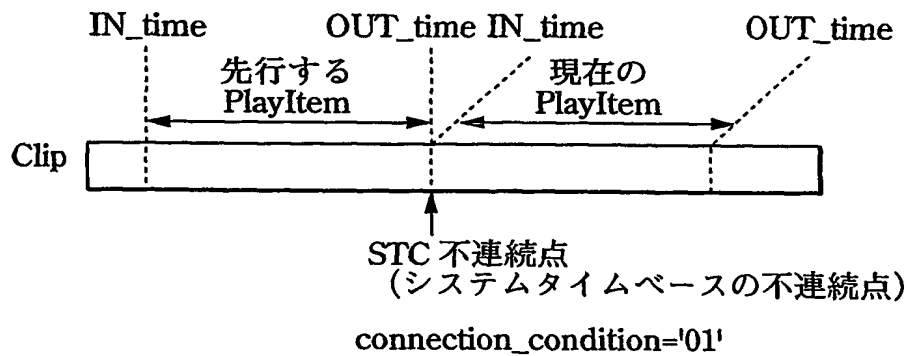 IN_time OUT_time IN_time OUT_time
先行する 現在の
PlayItem PlayItem
Clip
STC 不連続点
(システムタイムベースの不連続点)
connection_condition='01'